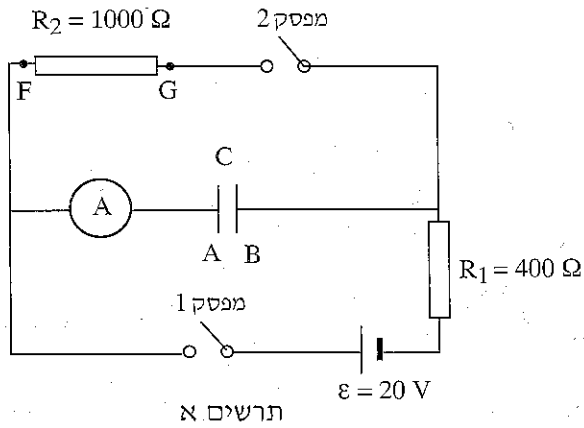 R₂ = 1000 Ω
מפסק 2
F
G
C
A
A
B
R₁ = 400 Ω
מפסק 1
ε = 20 V
תרשים א